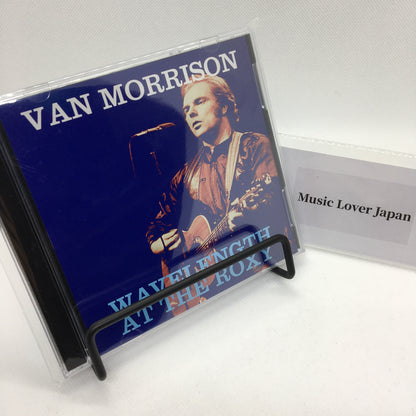 VAN MORRISON
WAVELENGTH
AT THE ROXY
Music Lover Japan